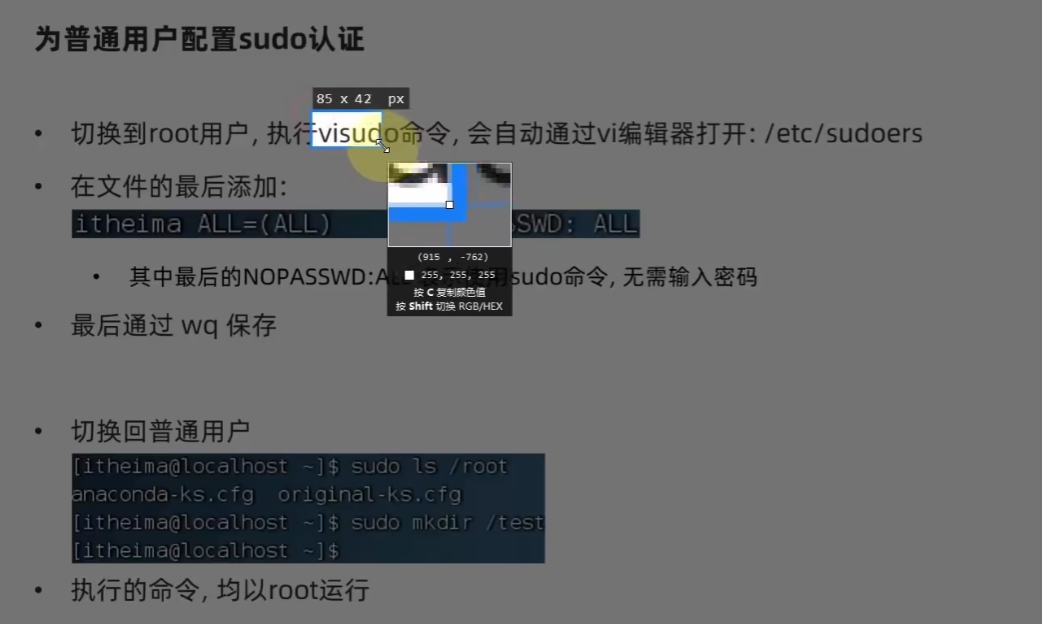 为普通用户配置sudo认证
85 x 42 px
• 切换到root用户, 执行visudo命令, 会自动通过vi编辑器打开: /etc/sudoers
• 在文件的最后添加:
itheima ALL=(ALL) SSWD: ALL
(915 , -762)
• 其中最后的NOPASSWD:ALL 表示使用sudo命令, 无需输入密码
255, 255, 255
按 C 复制颜色值
按 Shift 切换 RGB/HEX
• 最后通过 wq 保存
• 切换回普通用户
[itheima@localhost ~]$ sudo ls /root
anaconda-ks.cfg original-ks.cfg
[itheima@localhost ~]$ sudo mkdir /test
[itheima@localhost ~]$
• 执行的命令, 均以root运行